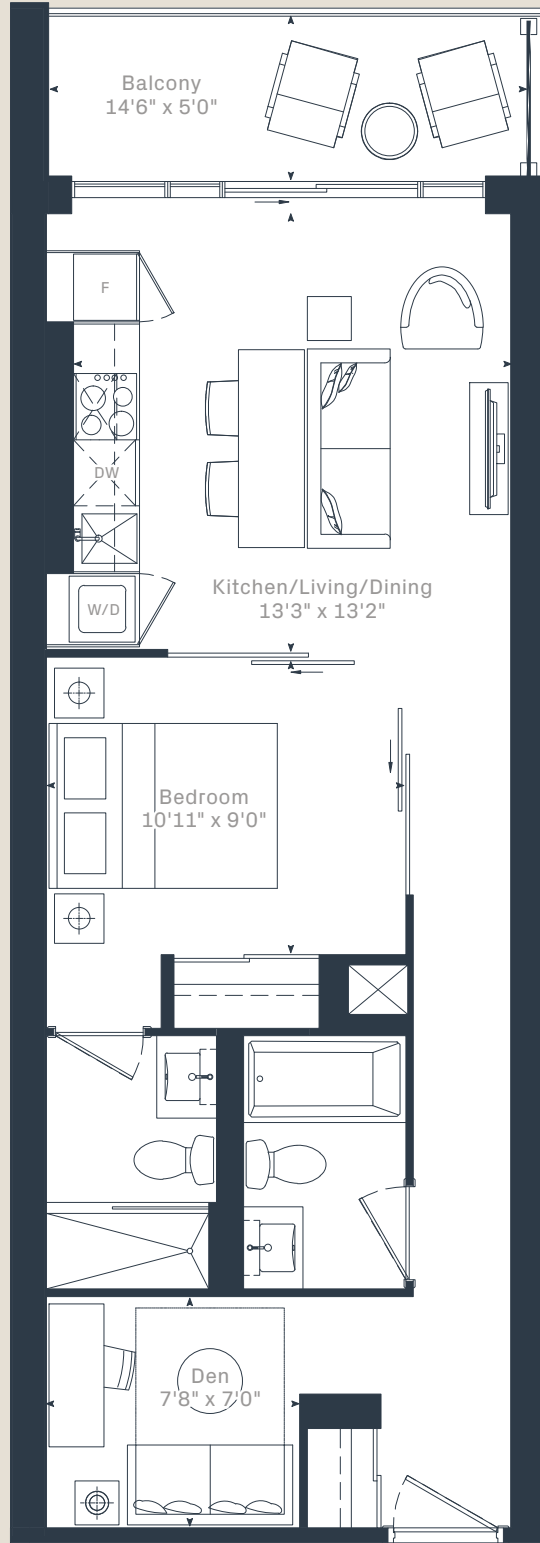 Balcony
14'6" x 5'0"
F
DW
Kitchen/Living/Dining
13'3" x 13'2"
W/D
Bedroom
10'11" x 9'0"
Den
7'8" x 7'0"